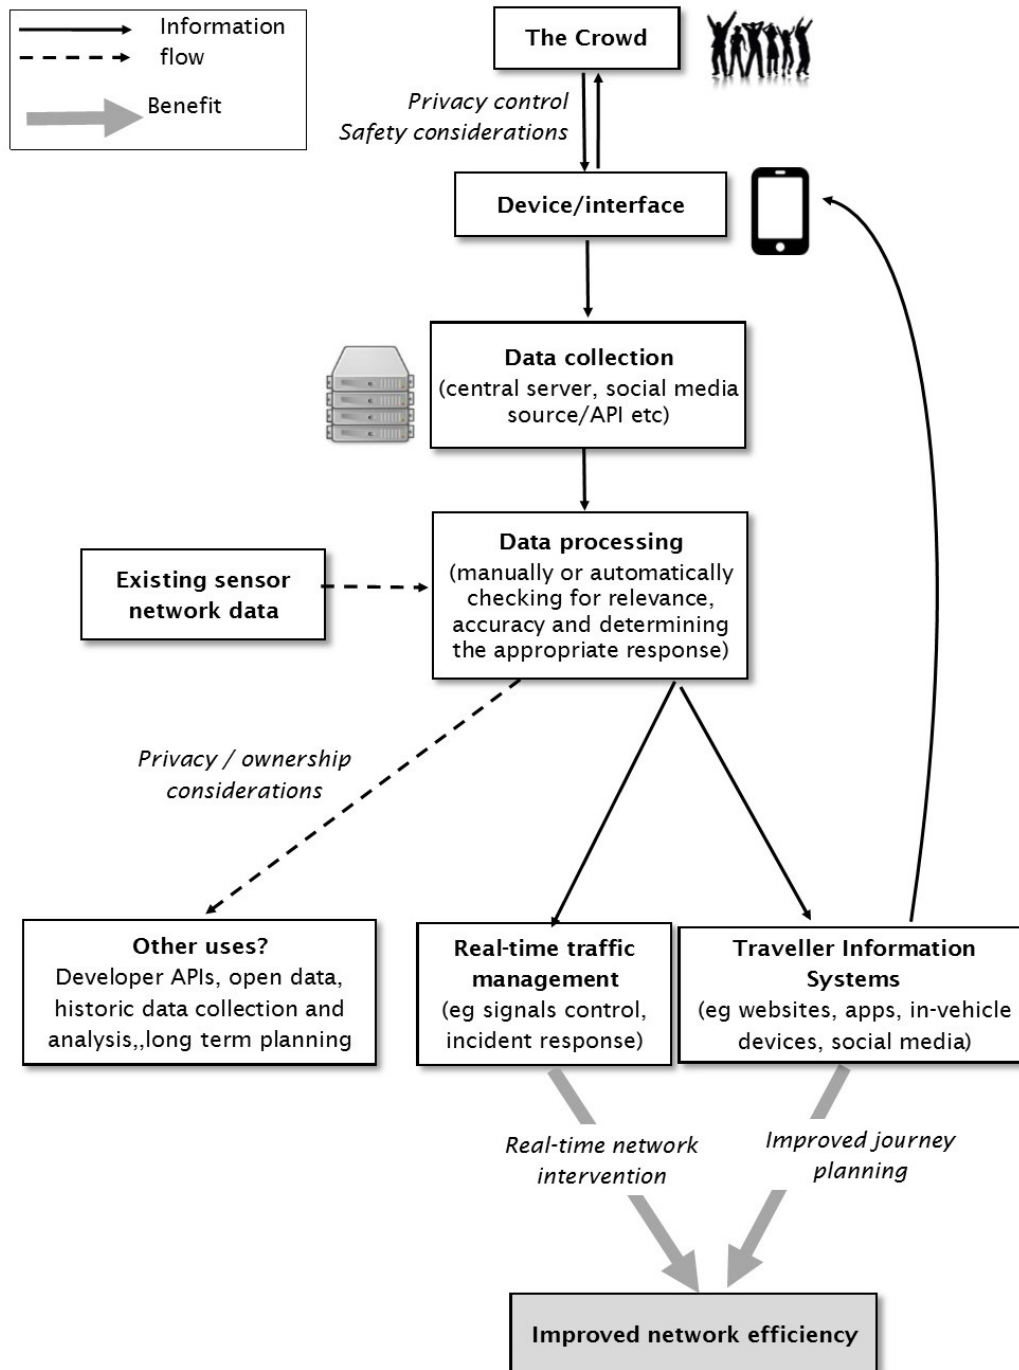 Information
flow
Benefit
The Crowd
Privacy control
Safety considerations
Device/interface
Data collection
(central server, social media
source/API etc)
Data processing
(manually or automatically
checking for relevance,
accuracy and determining
the appropriate response)
Existing sensor
network data
Privacy / ownership
considerations
Other uses?
Developer APIs, open data,
historic data collection and
analysis,,long term planning
Real-time traffic
management
(eg signals control,
incident response)
Traveller Information
Systems
(eg websites, apps, in-vehicle
devices, social media)
Real-time network
intervention
Improved journey
planning
Improved network efficiency